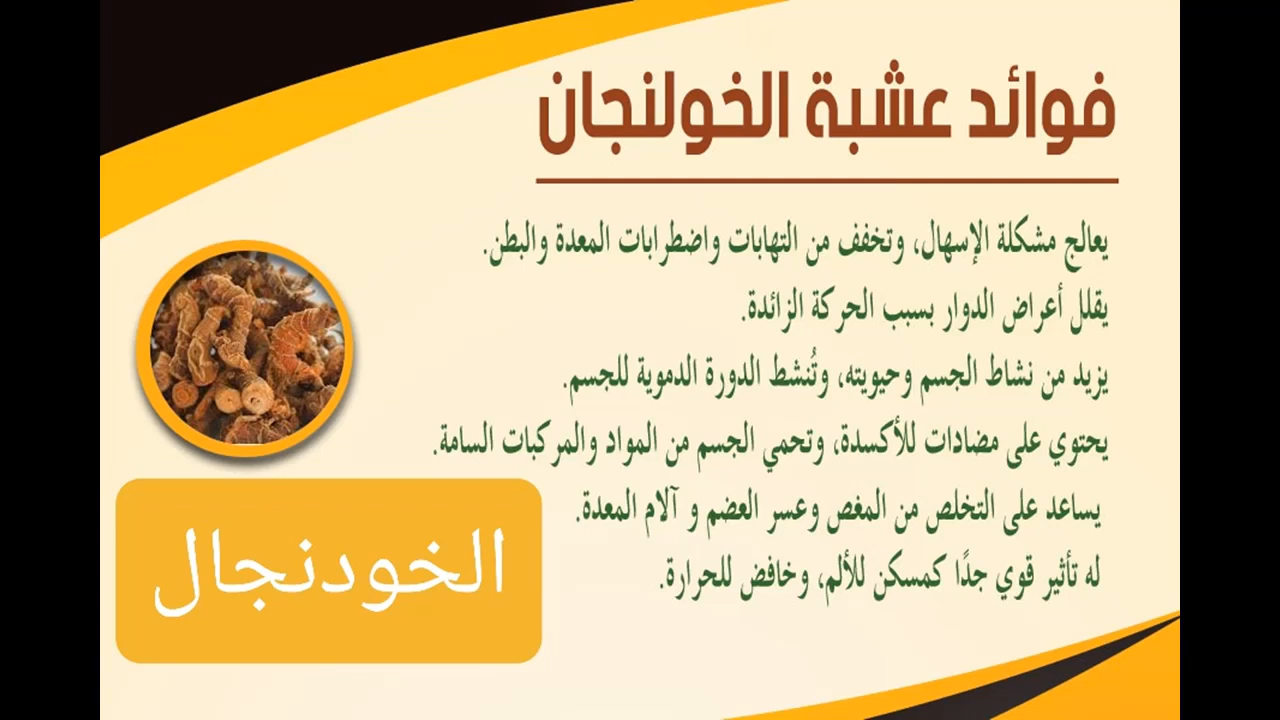 فوائد عشبة الخولنجان
يعالج مشكلة الإسهال، وتخفف من التهابات واضطرابات المعدة والبطن.
يقلل أعراض الدوار بسبب الحركة الزائدة.
يزيد من نشاط الجسم وحيويته، وتُنشط الدورة الدموية للجسم.
يحتوي على مضادات للأكسدة، وتحمي الجسم من المواد والمركبات السامة.
يساعد على التخلص من المغص وعسر العضم و آلام المعدة.
له تأثير قوي جدًا كمسكن للألم، وخافض للحرارة.
الخودنجال